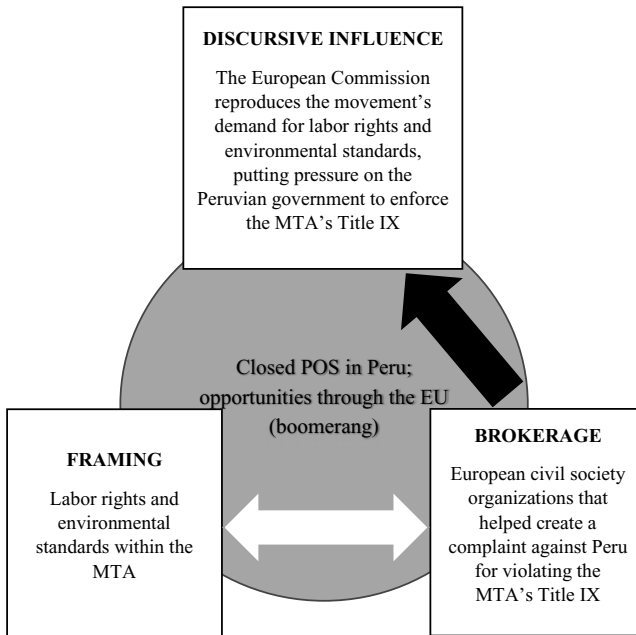 DISCURSIVE INFLUENCE
The European Commission
reproduces the movement's
demand for labor rights and
environmental standards,
putting pressure on the
Peruvian government to enforce
the MTA's Title IX
Closed POS in Peru;
opportunities through the EU
(boomerang)
FRAMING
Labor rights and
environmental
standards within the
MTA
BROKERAGE
European civil society
organizations that
helped create a
complaint against Peru
for violating the
MTA's Title IX